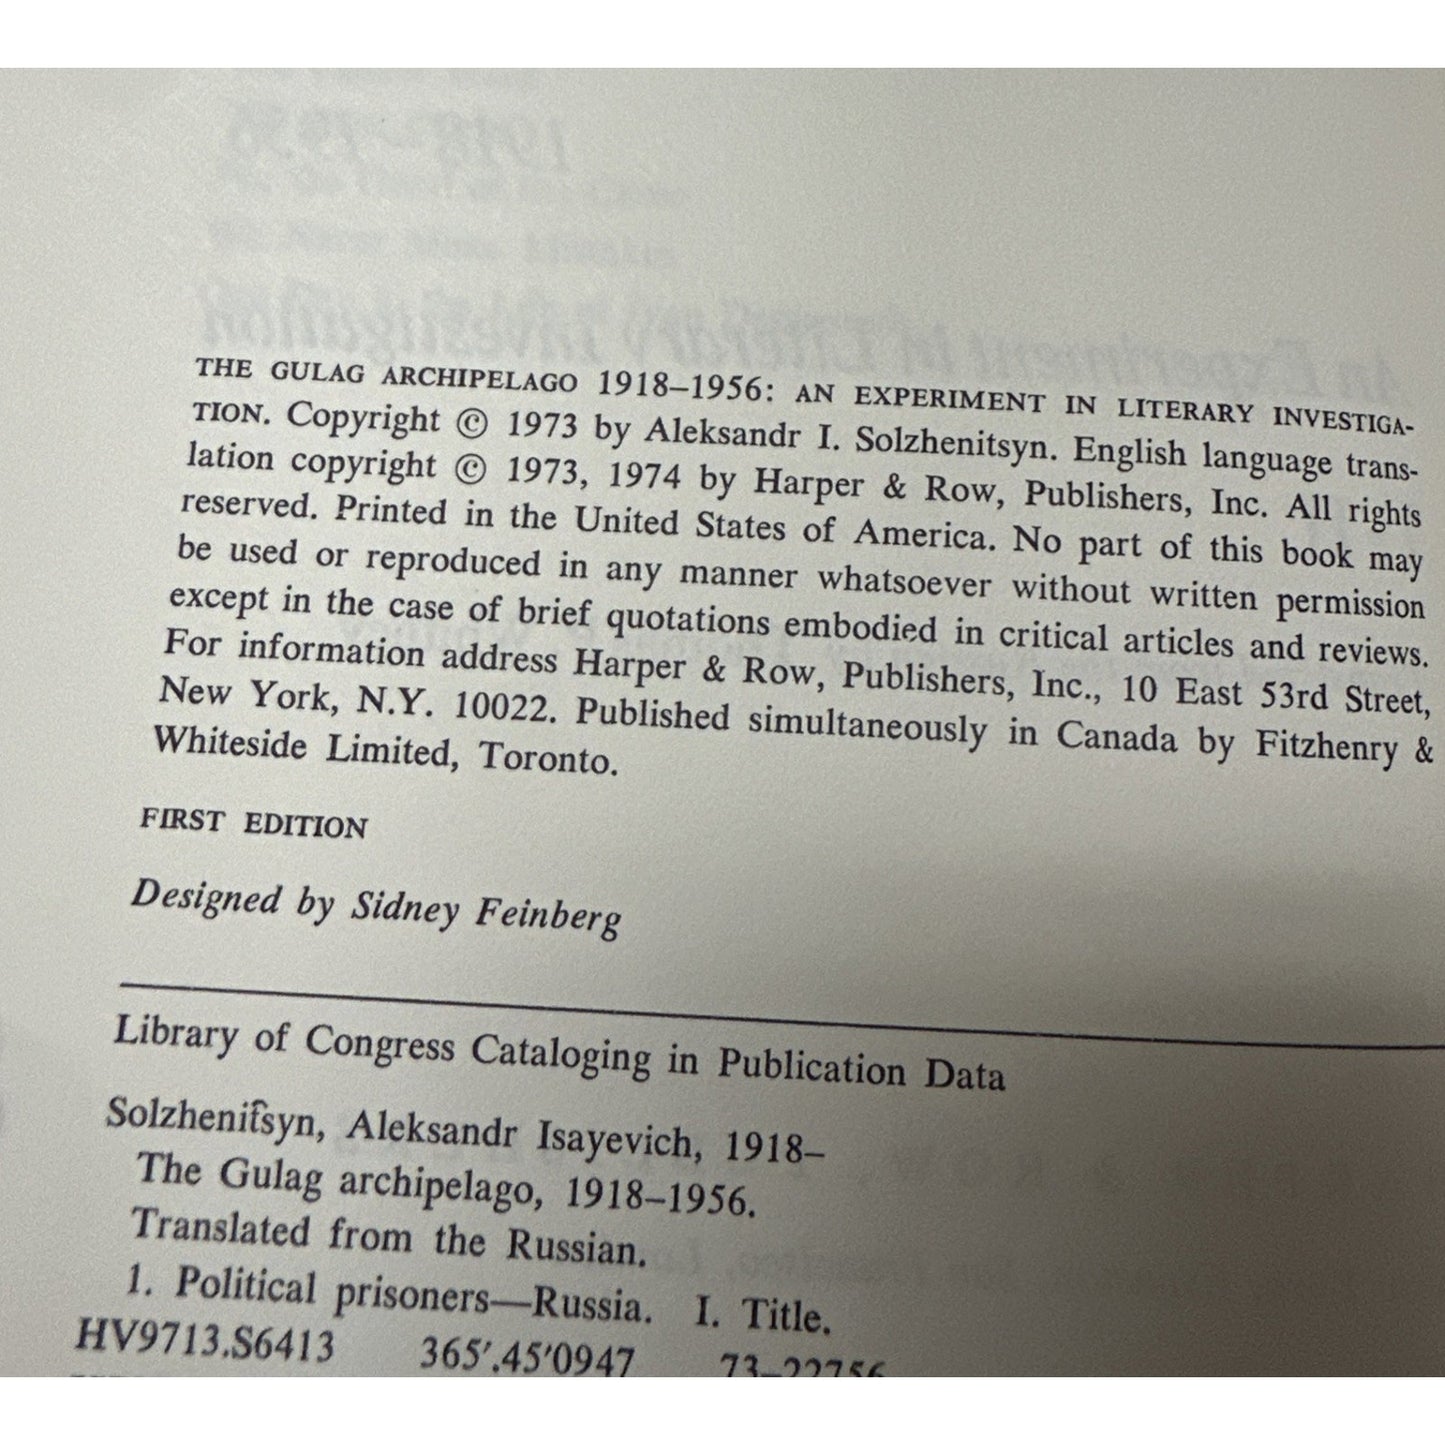 THE GULAG ARCHIPELAGO 1918–1956: AN EXPERIMENT IN LITERARY INVESTIGA-
TION. Copyright © 1973 by Aleksandr I. Solzhenitsyn. English language trans-
lation copyright © 1973, 1974 by Harper & Row, Publishers, Inc. All rights
reserved. Printed in the United States of America. No part of this book may
be used or reproduced in any manner whatsoever without written permission
except in the case of brief quotations embodied in critical articles and reviews.
For information address Harper & Row, Publishers, Inc., 10 East 53rd Street,
New York, N.Y. 10022. Published simultaneously in Canada by Fitzhenry &
Whiteside Limited, Toronto.
FIRST EDITION
Designed by Sidney Feinberg
Library of Congress Cataloging in Publication Data
Solzhenit͡syn, Aleksandr Isayevich, 1918–
The Gulag archipelago, 1918–1956.
Translated from the Russian.
1. Political prisoners—Russia. I. Title.
HV9713.S6413 365′.45′0947 73–22756